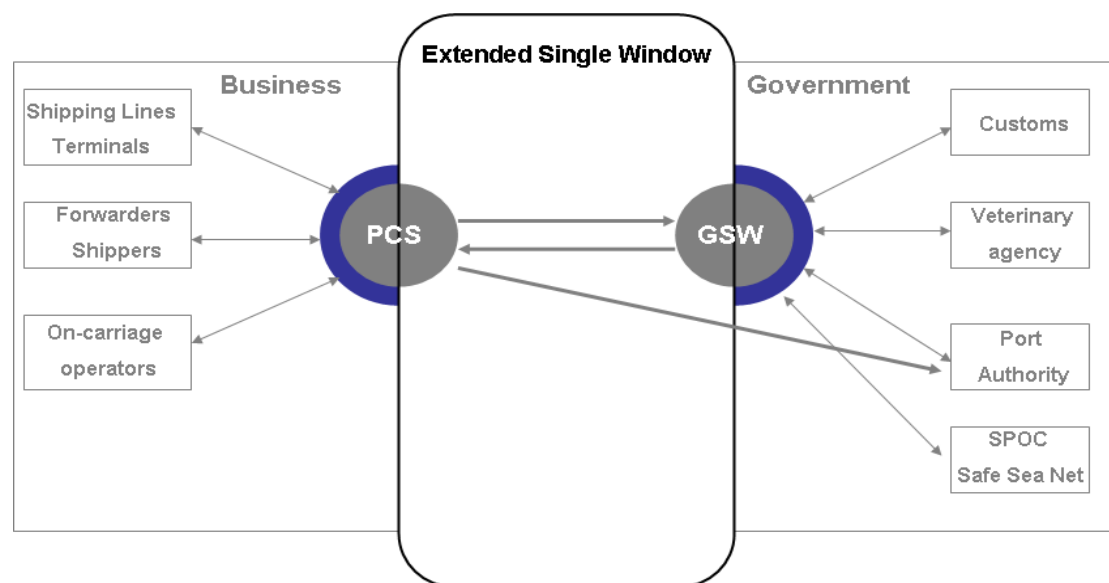 Extended Single Window
Business
Government
Shipping Lines
Terminals
Forwarders
Shippers
On-carriage
operators
PCS
GSW
Customs
Veterinary
agency
Port
Authority
SPOC
Safe Sea Net